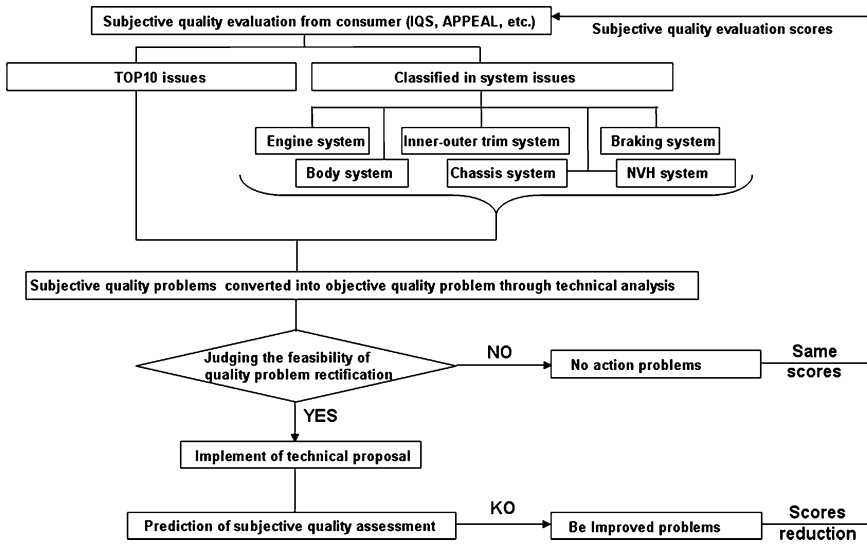 Subjective quality evaluation from consumer (IQS, APPEAL, etc.)
Subjective quality evaluation scores
TOP10 issues
Classified in system issues
Engine system
Inner-outer trim system
Braking system
Body system
Chassis system
NVH system
Subjective quality problems converted into objective quality problem through technical analysis
Judging the feasibility of
quality problem rectification
NO
No action problems
Same
scores
YES
Implement of technical proposal
Prediction of subjective quality assessment
KO
Be Improved problems
Scores
reduction